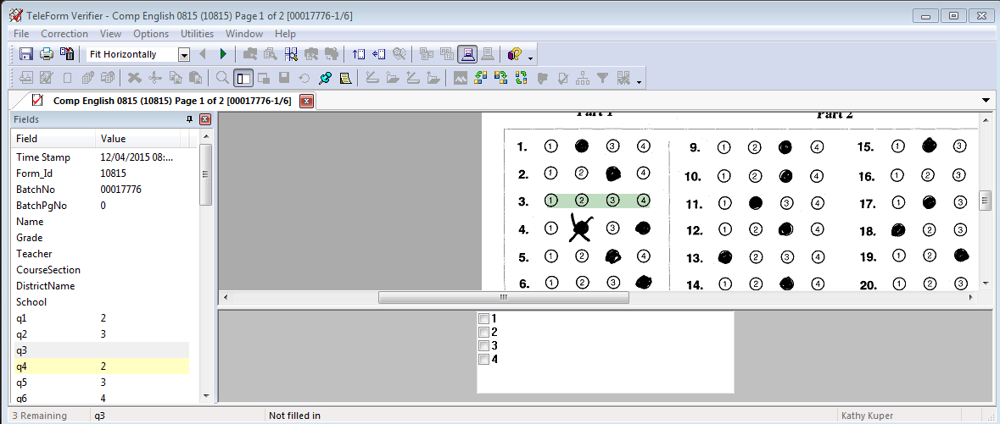 TeleForm Verifier - Comp English 0815 (10815) Page 1 of 2 [00017776-1/6]
File Correction View Options Utilities Window Help
Fit Horizontally
Comp English 0815 (10815) Page 1 of 2 [00017776-1/6]
Fields
Field Value
Time Stamp 12/04/2015 08:...
Form_Id 10815
BatchNo 00017776
BatchPgNo 0
Name
Grade
Teacher
CourseSection
DistrictName
School
q1 2
q2 3
q3
q4 2
q5 3
q6 4
Part 1 Part 2
1. 1 3 4 9. 1 2 4 15. 1 3
2. 1 2 4 10. 1 2 4 16. 1 2 3
3. 1 2 3 4 11. 1 3 4 17. 1 3
4. 1 3 12. 1 2 4 18. 2 3
5. 1 2 4 13. 2 3 4 19. 1 2
6. 1 2 3 14. 1 2 4 20. 1 2 3
1
2
3
4
3 Remaining q3 Not filled in Kathy Kuper